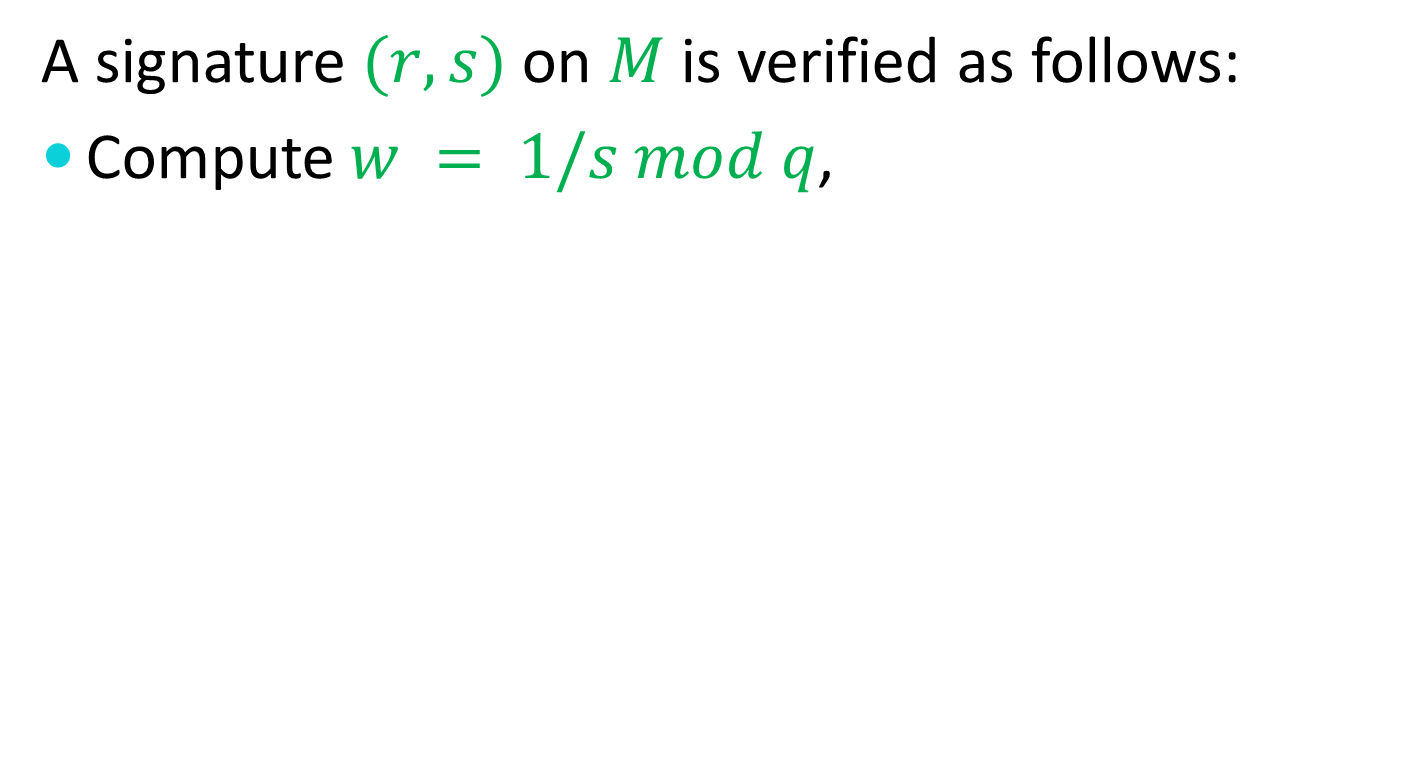 A signature (r, s) on M is verified as follows:
• Compute w = 1/s mod q,